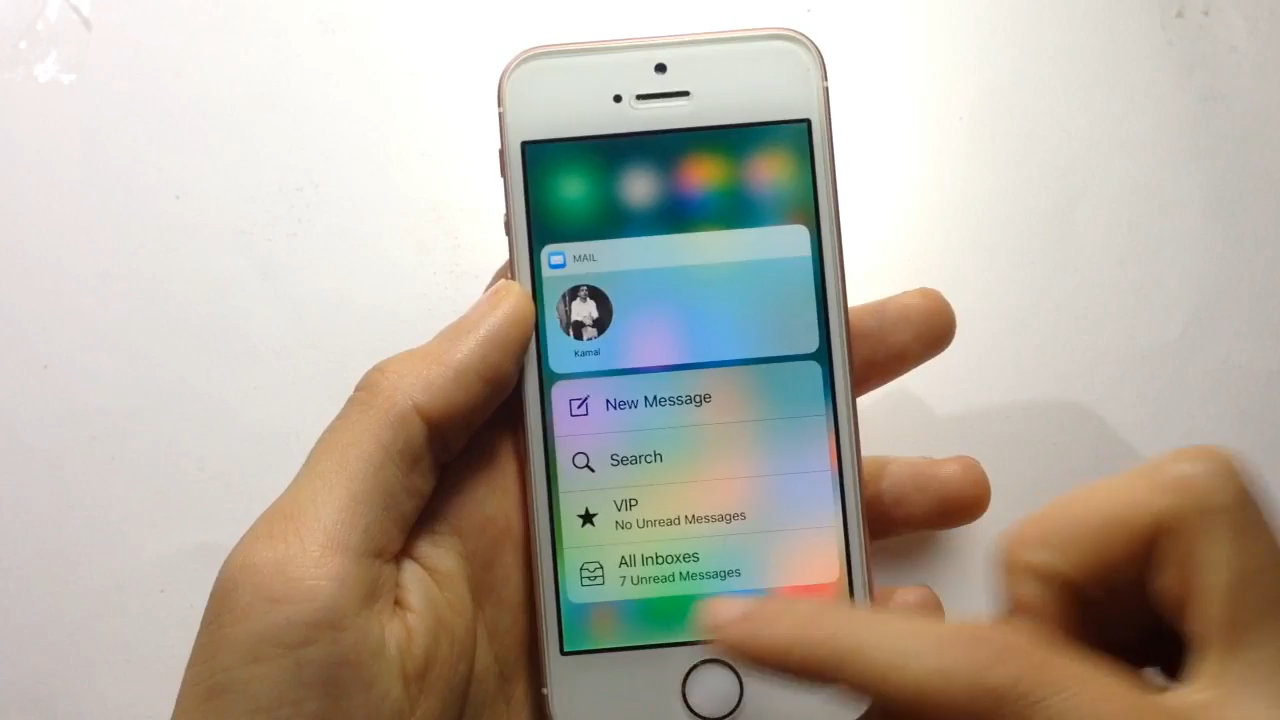 MAIL
Kamal
New Message
Search
VIP
No Unread Messages
All Inboxes
7 Unread Messages